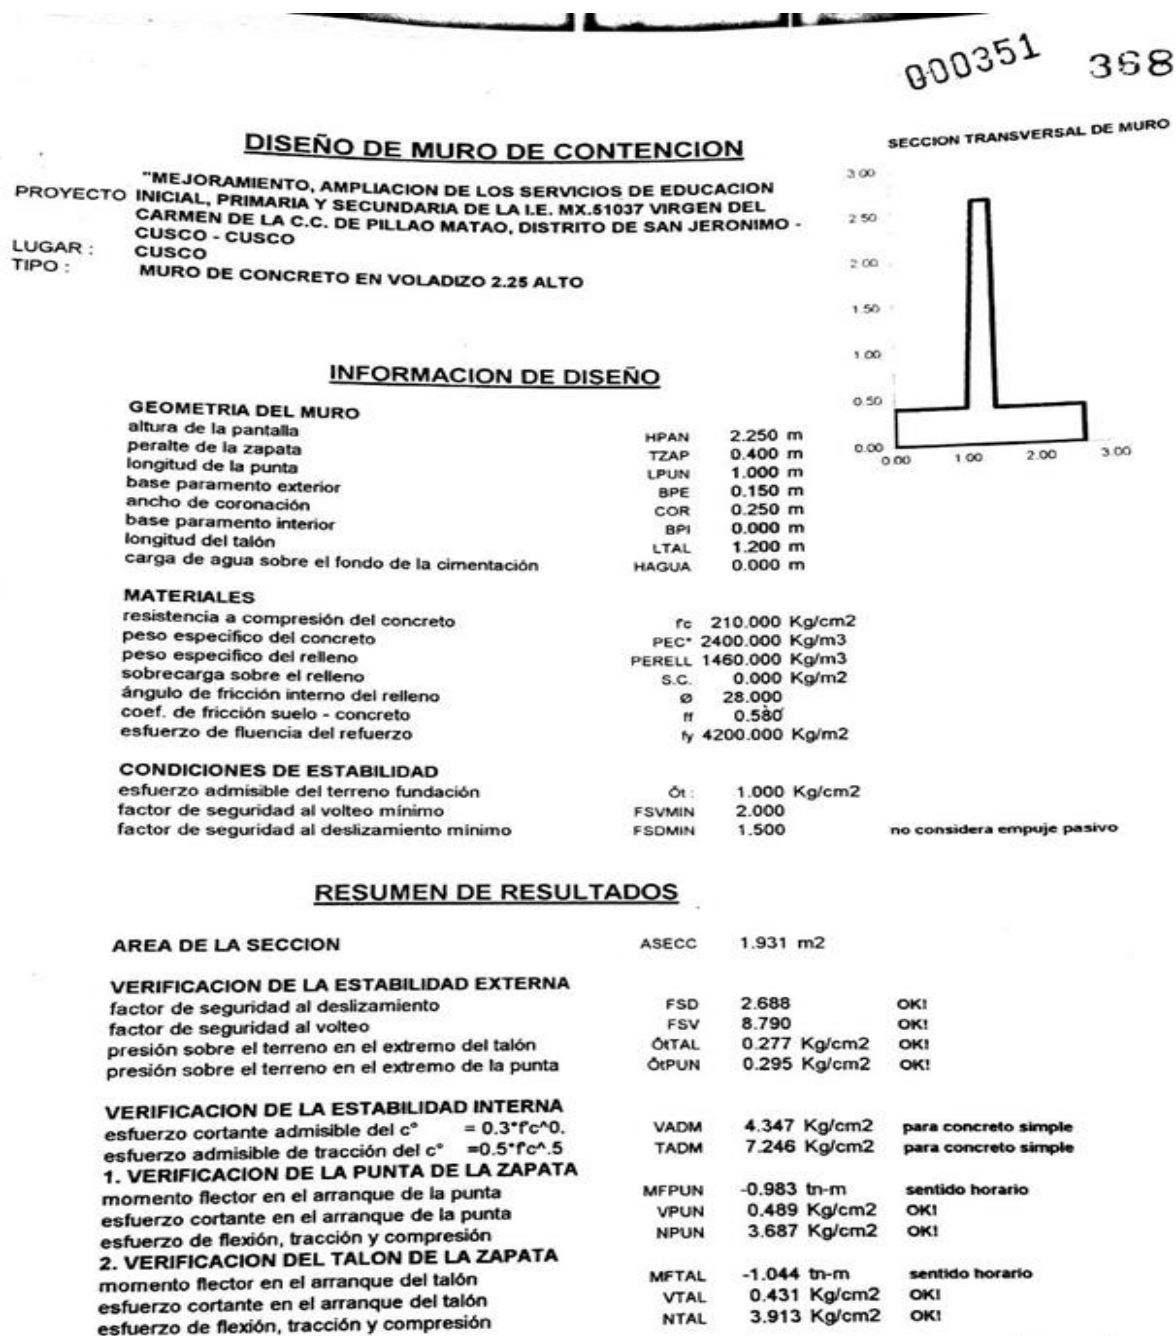 000351 368
DISEÑO DE MURO DE CONTENCION
SECCION TRANSVERSAL DE MURO
PROYECTO "MEJORAMIENTO, AMPLIACION DE LOS SERVICIOS DE EDUCACION
INICIAL, PRIMARIA Y SECUNDARIA DE LA I.E. MX.51037 VIRGEN DEL
CARMEN DE LA C.C. DE PILLAO MATAO, DISTRITO DE SAN JERONIMO -
CUSCO - CUSCO
LUGAR : CUSCO
TIPO : MURO DE CONCRETO EN VOLADIZO 2.25 ALTO
3.00
2.50
2.00
1.50
1.00
0.50
0.00
0.00 1.00 2.00 3.00
INFORMACION DE DISEÑO
GEOMETRIA DEL MURO
altura de la pantalla HPAN 2.250 m
peralte de la zapata TZAP 0.400 m
longitud de la punta LPUN 1.000 m
base paramento exterior BPE 0.150 m
ancho de coronación COR 0.250 m
base paramento interior BPI 0.000 m
longitud del talón LTAL 1.200 m
carga de agua sobre el fondo de la cimentación HAGUA 0.000 m
MATERIALES
resistencia a compresión del concreto f'c 210.000 Kg/cm2
peso especifico del concreto PEC° 2400.000 Kg/m3
peso especifico del relleno PERELL 1460.000 Kg/m3
sobrecarga sobre el relleno S.C. 0.000 Kg/m2
ángulo de fricción interno del relleno ø 28.000
coef. de fricción suelo - concreto ff 0.580
esfuerzo de fluencia del refuerzo fy 4200.000 Kg/m2
CONDICIONES DE ESTABILIDAD
esfuerzo admisible del terreno fundación Ôt : 1.000 Kg/cm2
factor de seguridad al volteo mínimo FSVMIN 2.000
factor de seguridad al deslizamiento mínimo FSDMIN 1.500 no considera empuje pasivo
RESUMEN DE RESULTADOS
AREA DE LA SECCION ASECC 1.931 m2
VERIFICACION DE LA ESTABILIDAD EXTERNA
factor de seguridad al deslizamiento FSD 2.688 OK!
factor de seguridad al volteo FSV 8.790 OK!
presión sobre el terreno en el extremo del talón ÔtTAL 0.277 Kg/cm2 OK!
presión sobre el terreno en el extremo de la punta ÔtPUN 0.295 Kg/cm2 OK!
VERIFICACION DE LA ESTABILIDAD INTERNA
esfuerzo cortante admisible del c° = 0.3*f'c^0. VADM 4.347 Kg/cm2 para concreto simple
esfuerzo admisible de tracción del c° =0.5*f'c^.5 TADM 7.246 Kg/cm2 para concreto simple
1. VERIFICACION DE LA PUNTA DE LA ZAPATA
momento flector en el arranque de la punta MFPUN -0.983 tn-m sentido horario
esfuerzo cortante en el arranque de la punta VPUN 0.489 Kg/cm2 OK!
esfuerzo de flexión, tracción y compresión NPUN 3.687 Kg/cm2 OK!
2. VERIFICACION DEL TALON DE LA ZAPATA
momento flector en el arranque del talón MFTAL -1.044 tn-m sentido horario
esfuerzo cortante en el arranque del talón VTAL 0.431 Kg/cm2 OK!
esfuerzo de flexión, tracción y compresión NTAL 3.913 Kg/cm2 OK!